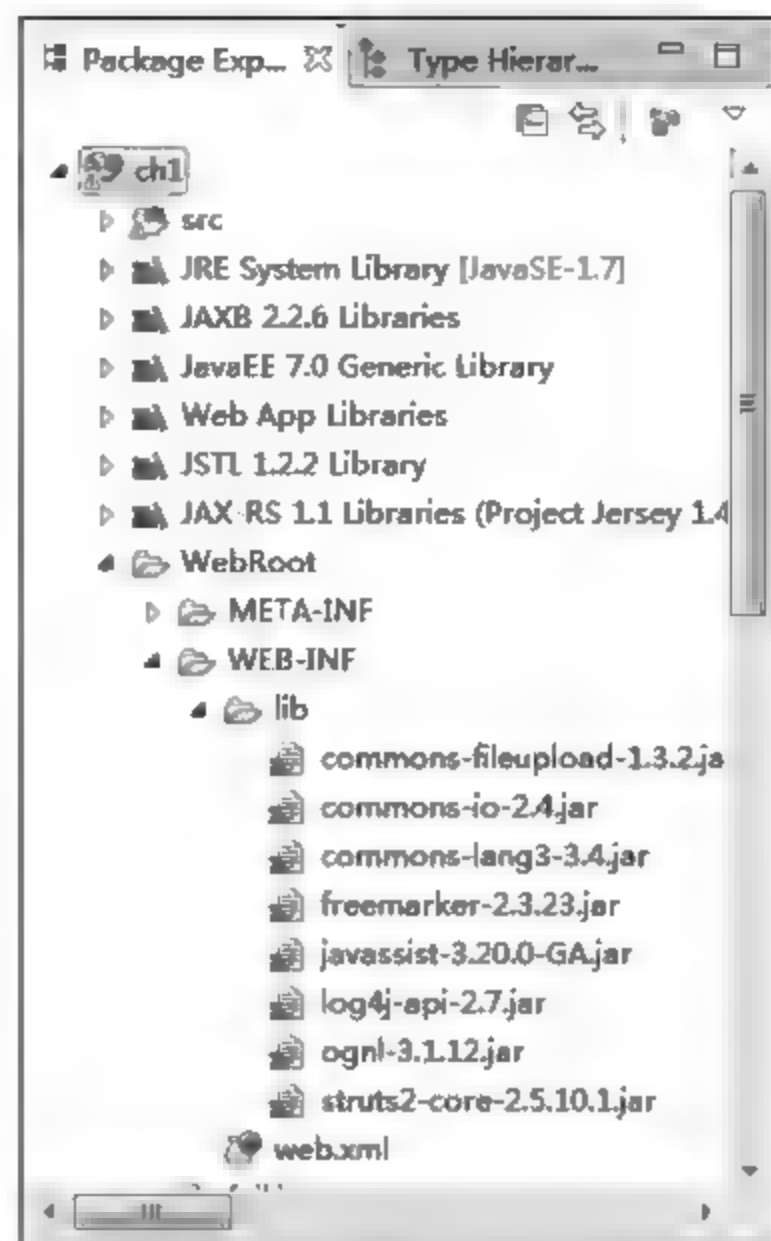 Package Exp... Type Hierar...
ch1
src
JRE System Library [JavaSE-1.7]
JAXB 2.2.6 Libraries
JavaEE 7.0 Generic Library
Web App Libraries
JSTL 1.2.2 Library
JAX-RS 1.1 Libraries (Project Jersey 1.4
WebRoot
META-INF
WEB-INF
lib
commons-fileupload-1.3.2.ja
commons-io-2.4.jar
commons-lang3-3.4.jar
freemarker-2.3.23.jar
javassist-3.20.0-GA.jar
log4j-api-2.7.jar
ognl-3.1.12.jar
struts2-core-2.5.10.1.jar
web.xml